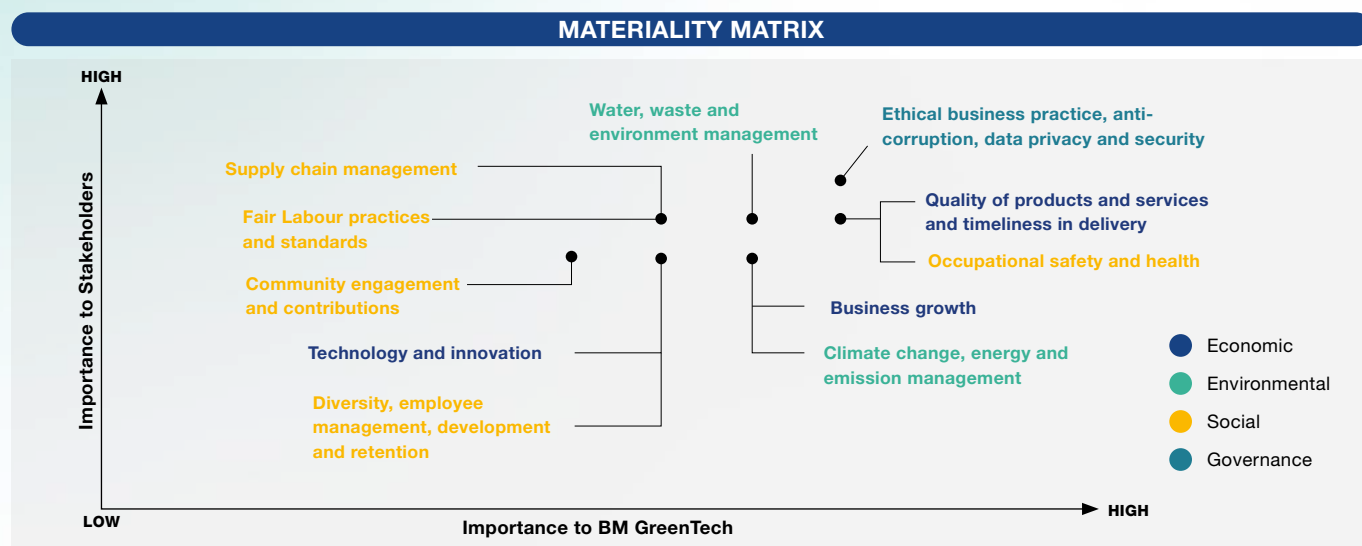 MATERIALITY MATRIX
HIGH
Importance to Stakeholders
Water, waste and
environment management
Ethical business practice, anti-
corruption, data privacy and security
Supply chain management
Fair Labour practices
and standards
Quality of products and services
and timeliness in delivery
Occupational safety and health
Community engagement
and contributions
Business growth
Technology and innovation
Climate change, energy and
emission management
Diversity, employee
management, development
and retention
Economic
Environmental
Social
Governance
LOW
Importance to BM GreenTech
HIGH